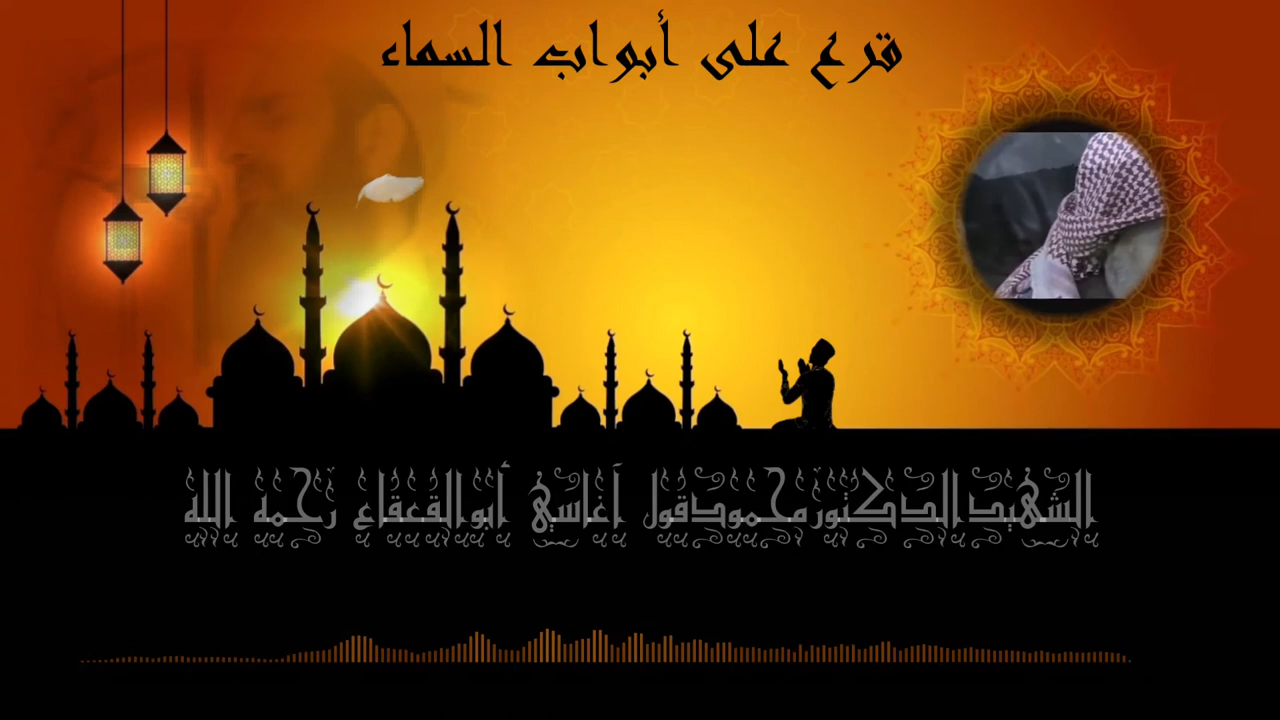 قرع على أبواب السماء
الشهيد الدكتور محمود قول آغاسي أبو القعقاع رحمه الله